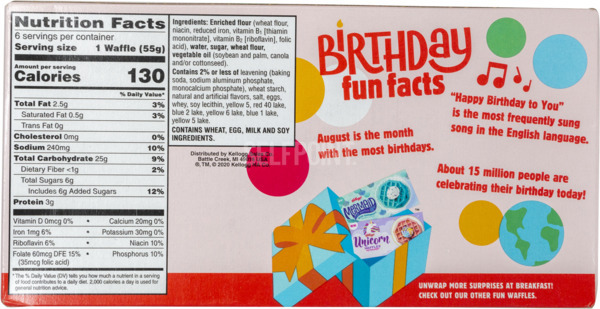 Nutrition Facts
6 servings per container
Serving size 1 Waffle (55g)
Amount per serving
Calories 130
% Daily Value*
Total Fat 2.5g 3%
Saturated Fat 0.5g 3%
Trans Fat 0g
Cholesterol 0mg 0%
Sodium 240mg 10%
Total Carbohydrate 25g 9%
Dietary Fiber <1g 2%
Total Sugars 6g
Includes 6g Added Sugars 12%
Protein 3g
Vitamin D 0mcg 0% • Calcium 20mg 0%
Iron 1mg 6% • Potassium 30mg 0%
Riboflavin 6% • Niacin 10%
Folate 60mcg DFE 15% • Phosphorus 10%
(35mcg folic acid)
*The % Daily Value (DV) tells you how much a nutrient in a serving
of food contributes to a daily diet. 2,000 calories a day is used for
general nutrition advice.
Ingredients: Enriched flour (wheat flour,
niacin, reduced iron, vitamin B1 [thiamin
mononitrate], vitamin B2 [riboflavin], folic
acid), water, sugar, wheat flour,
vegetable oil (soybean and palm, canola
and/or cottonseed).
Contains 2% or less of leavening (baking
soda, sodium aluminum phosphate,
monocalcium phosphate), wheat starch,
natural and artificial flavors, salt, eggs,
whey, soy lecithin, yellow 5, red 40 lake,
blue 2 lake, yellow 6 lake, blue 1 lake,
yellow 5 lake.
CONTAINS WHEAT, EGG, MILK AND SOY
INGREDIENTS.
Distributed by Kellogg
Battle Creek, MI
®, TM, © 2020 Kellogg
BIRTHDAY
fun facts
"Happy Birthday to You"
is the most frequently sung
song in the English language.
August is the month
with the most birthdays.
About 15 million people are
celebrating their birthday today!
MERMAID
Unicorn
UNWRAP MORE SURPRISES AT BREAKFAST!
CHECK OUT OUR OTHER FUN WAFFLES.